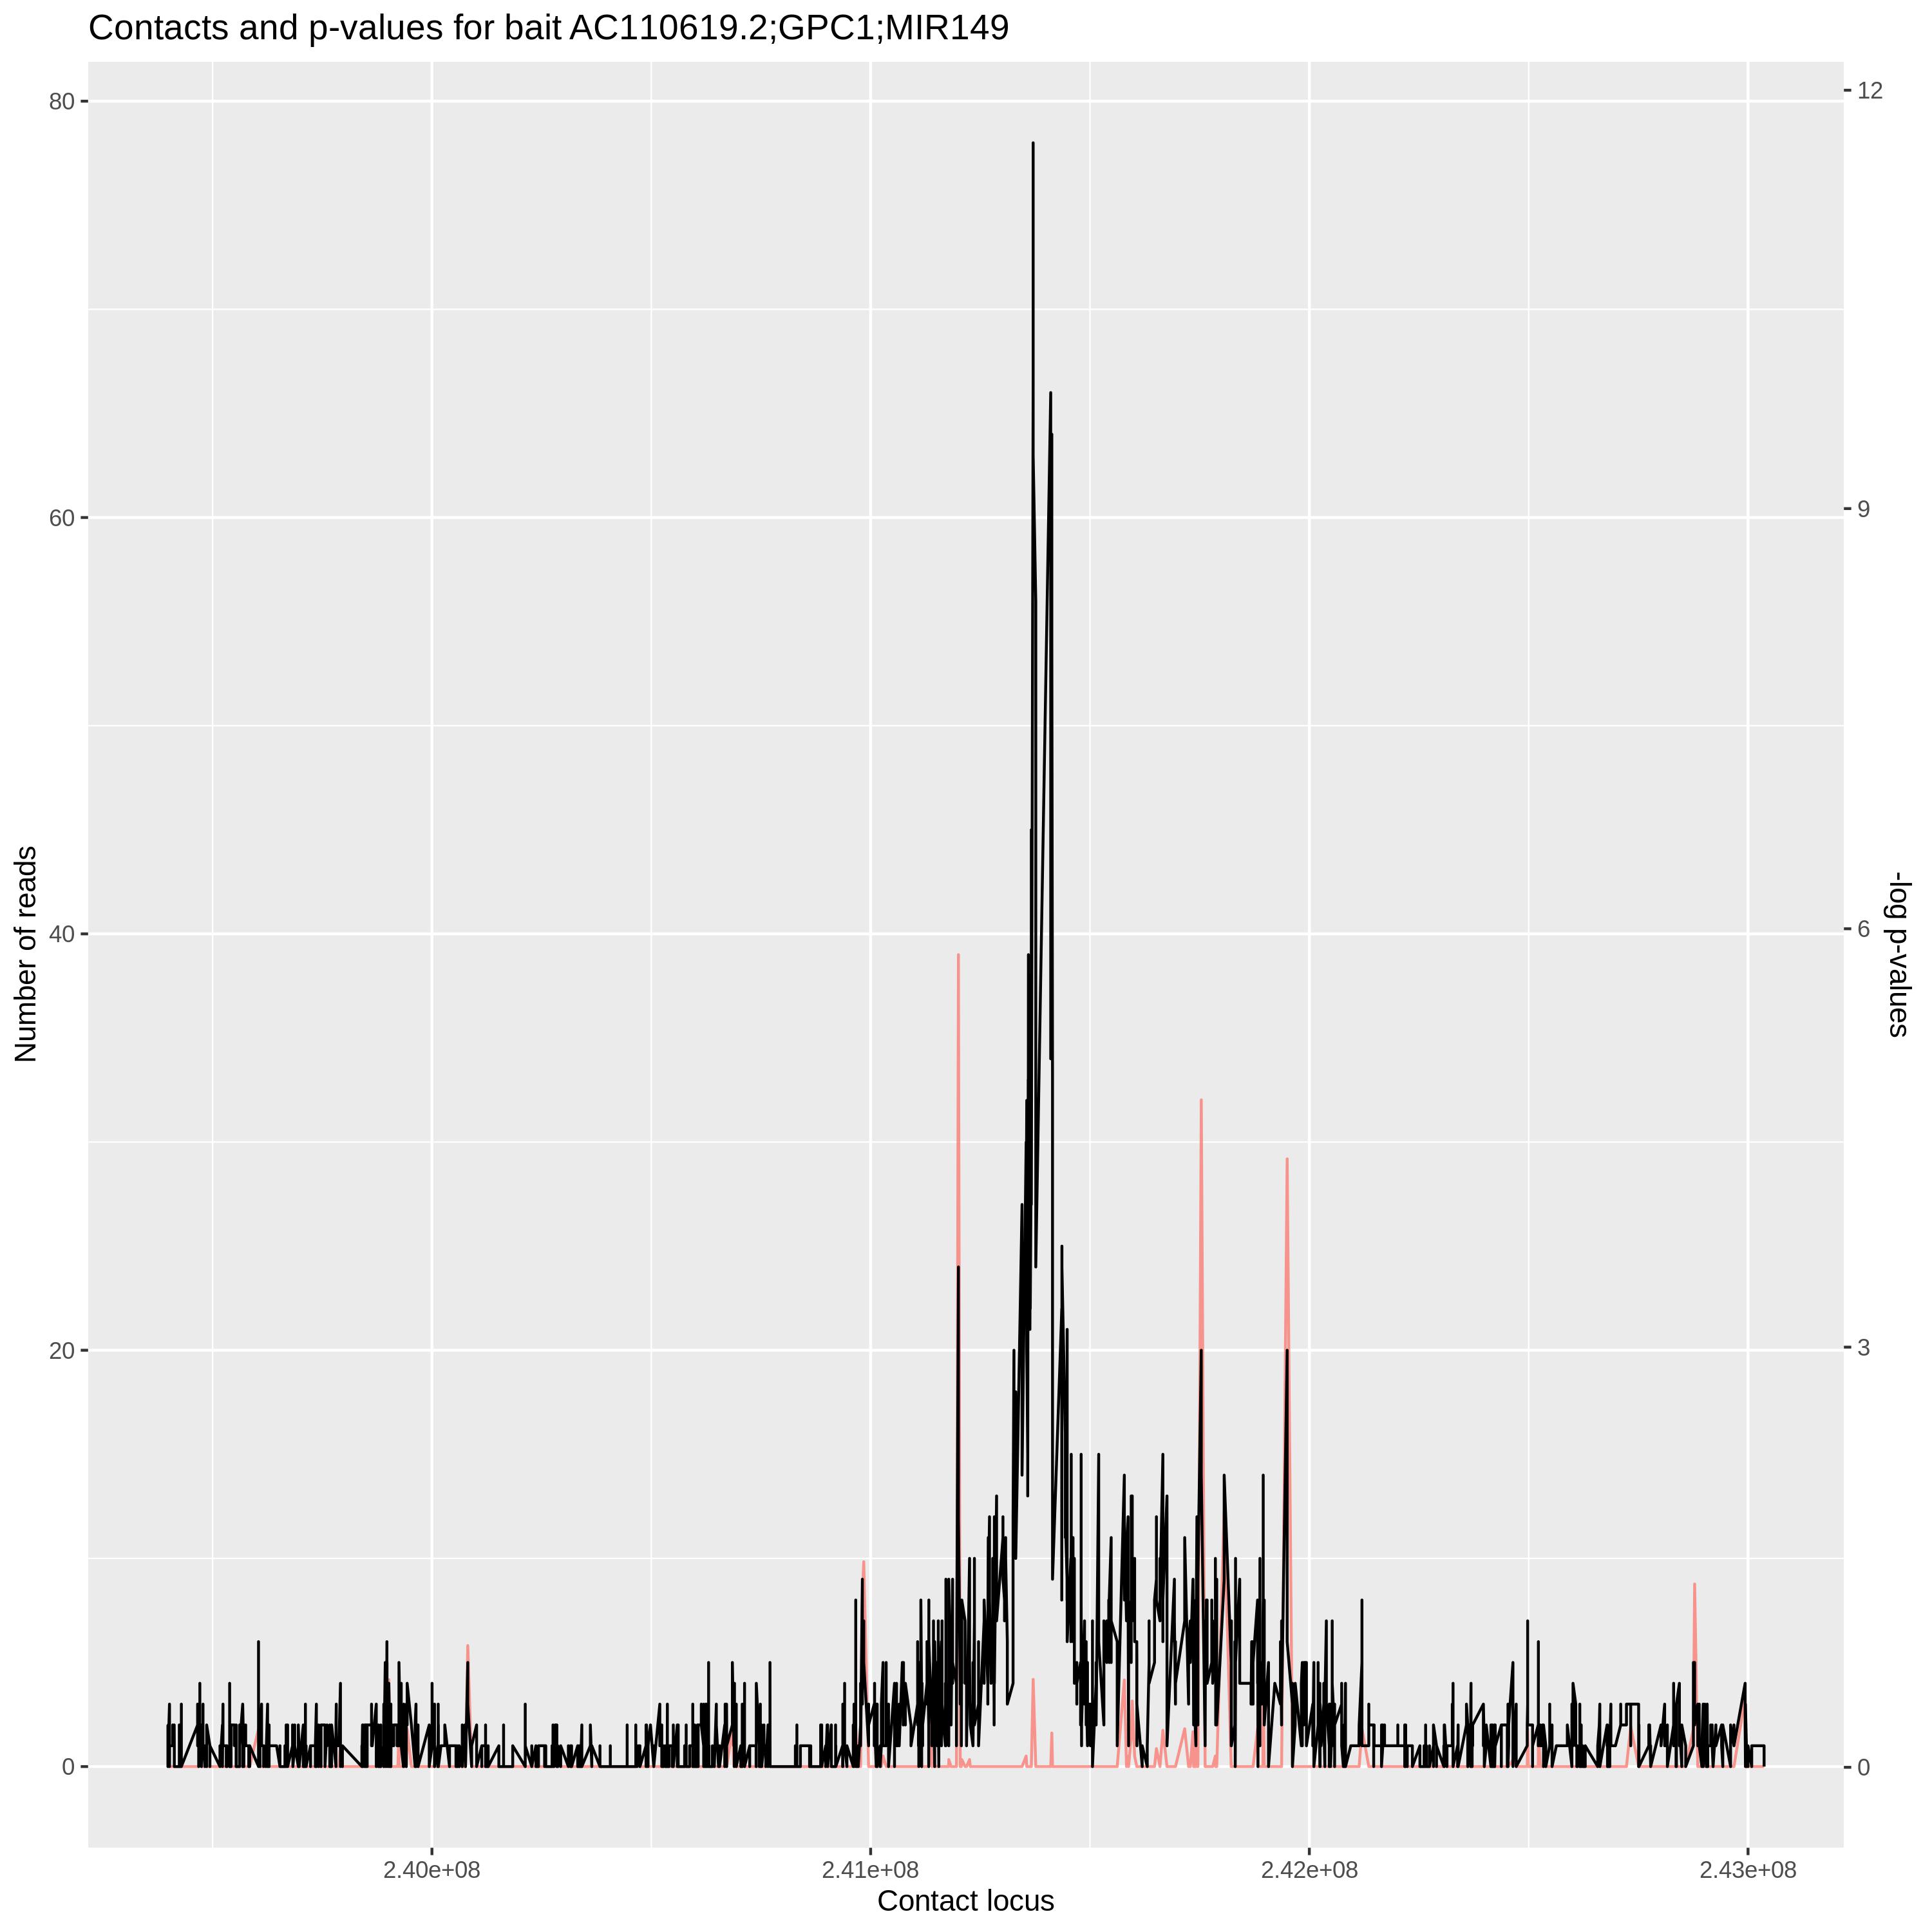 Contacts and p-values for bait AC110619.2;GPC1;MIR149
80
60
40
20
0
12
9
6
3
0
Number of reads
-log p-values
2.40e+08 2.41e+08 2.42e+08 2.43e+08
Contact locus